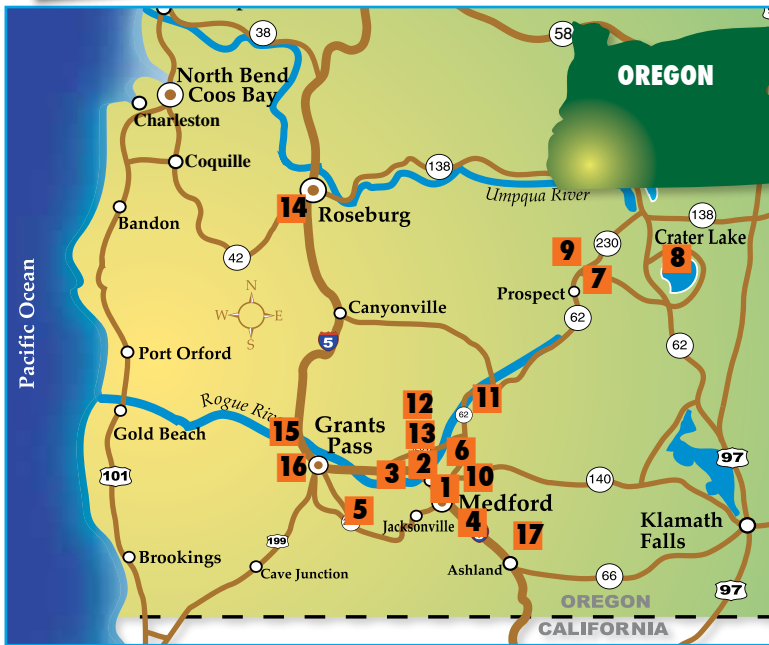 38
58
OREGON
North Bend
Coos Bay
Charleston
Coquille
138
Umpqua River
14
Roseburg
Bandon
138
230
Crater Lake
9
8
7
42
N
W E
S
Prospect
Canyonville
62
5
62
Pacific Ocean
Port Orford
Rogue
12
11
62
Gold Beach
15
Grants
Pass
13
6
16
3
2
10
97
101
1
140
Medford
5
Jacksonville
4
17
Klamath
Falls
199
Brookings
Cave Junction
Ashland
66
97
OREGON
CALIFORNIA